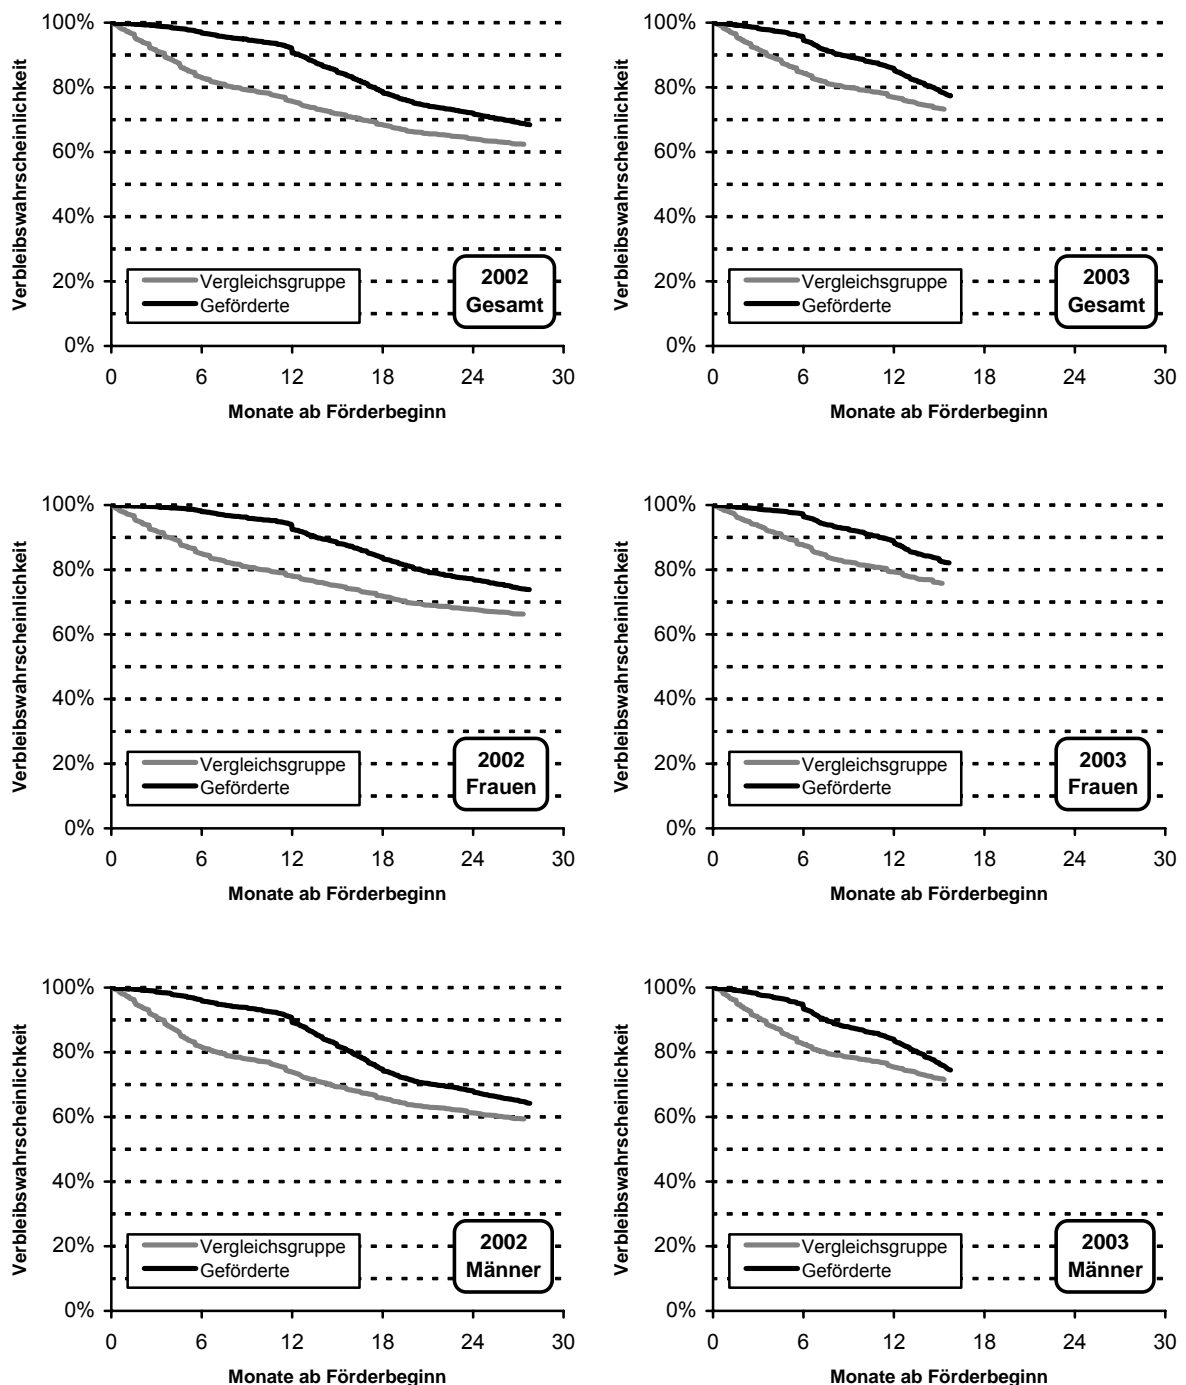 Verbleibswahrscheinlichkeit
100%
80%
60%
40%
20%
0%
Vergleichsgruppe
Geförderte
2002
Gesamt
0 6 12 18 24 30
Monate ab Förderbeginn
Verbleibswahrscheinlichkeit
100%
80%
60%
40%
20%
0%
Vergleichsgruppe
Geförderte
2003
Gesamt
0 6 12 18 24 30
Monate ab Förderbeginn
Verbleibswahrscheinlichkeit
100%
80%
60%
40%
20%
0%
Vergleichsgruppe
Geförderte
2002
Frauen
0 6 12 18 24 30
Monate ab Förderbeginn
Verbleibswahrscheinlichkeit
100%
80%
60%
40%
20%
0%
Vergleichsgruppe
Geförderte
2003
Frauen
0 6 12 18 24 30
Monate ab Förderbeginn
Verbleibswahrscheinlichkeit
100%
80%
60%
40%
20%
0%
Vergleichsgruppe
Geförderte
2002
Männer
0 6 12 18 24 30
Monate ab Förderbeginn
Verbleibswahrscheinlichkeit
100%
80%
60%
40%
20%
0%
Vergleichsgruppe
Geförderte
2003
Männer
0 6 12 18 24 30
Monate ab Förderbeginn